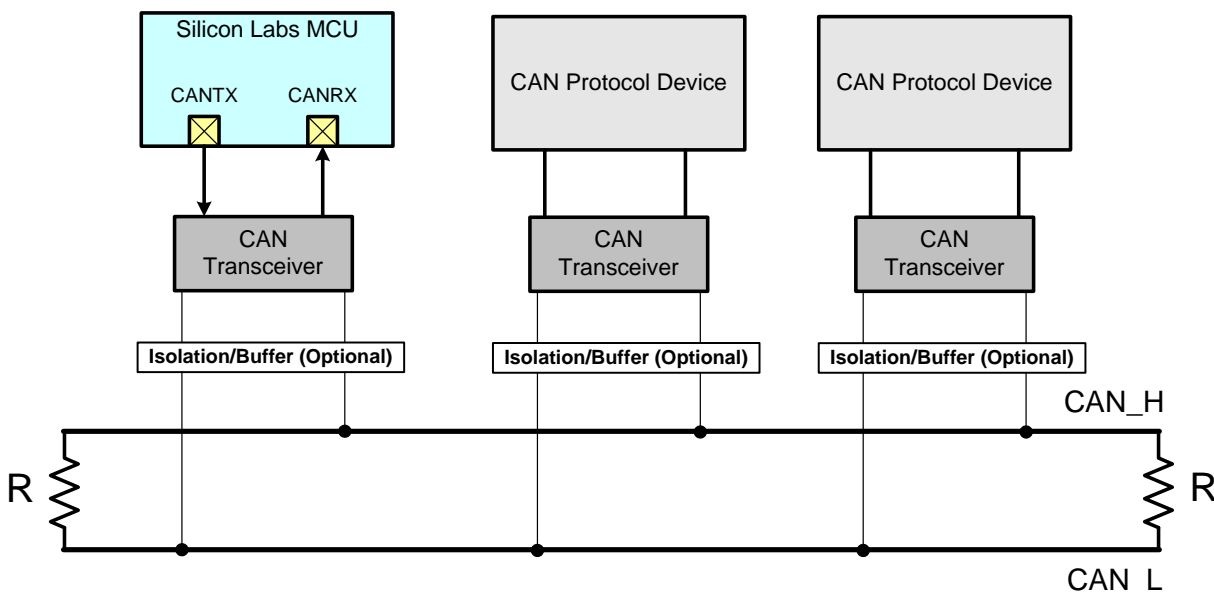 Silicon Labs MCU
CANTX
CANRX
CAN Protocol Device
CAN Protocol Device
CAN
Transceiver
CAN
Transceiver
CAN
Transceiver
Isolation/Buffer (Optional)
Isolation/Buffer (Optional)
Isolation/Buffer (Optional)
CAN_H
R
R
CAN_L